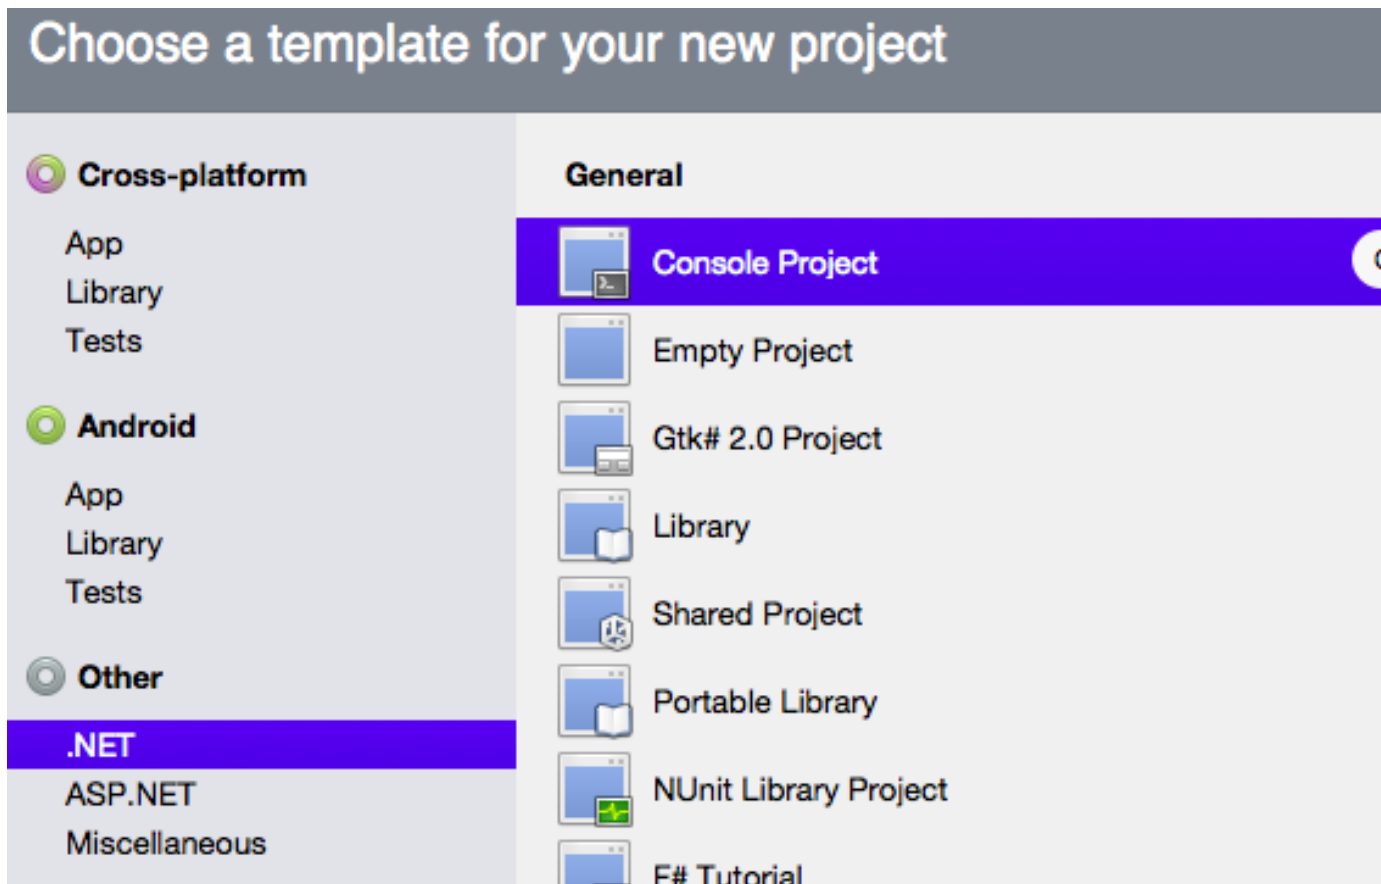 Choose a template for your new project
Cross-platform
App
Library
Tests
Android
App
Library
Tests
Other
.NET
ASP.NET
Miscellaneous
General
Console Project
Empty Project
Gtk# 2.0 Project
Library
Shared Project
Portable Library
NUnit Library Project
F# Tutorial